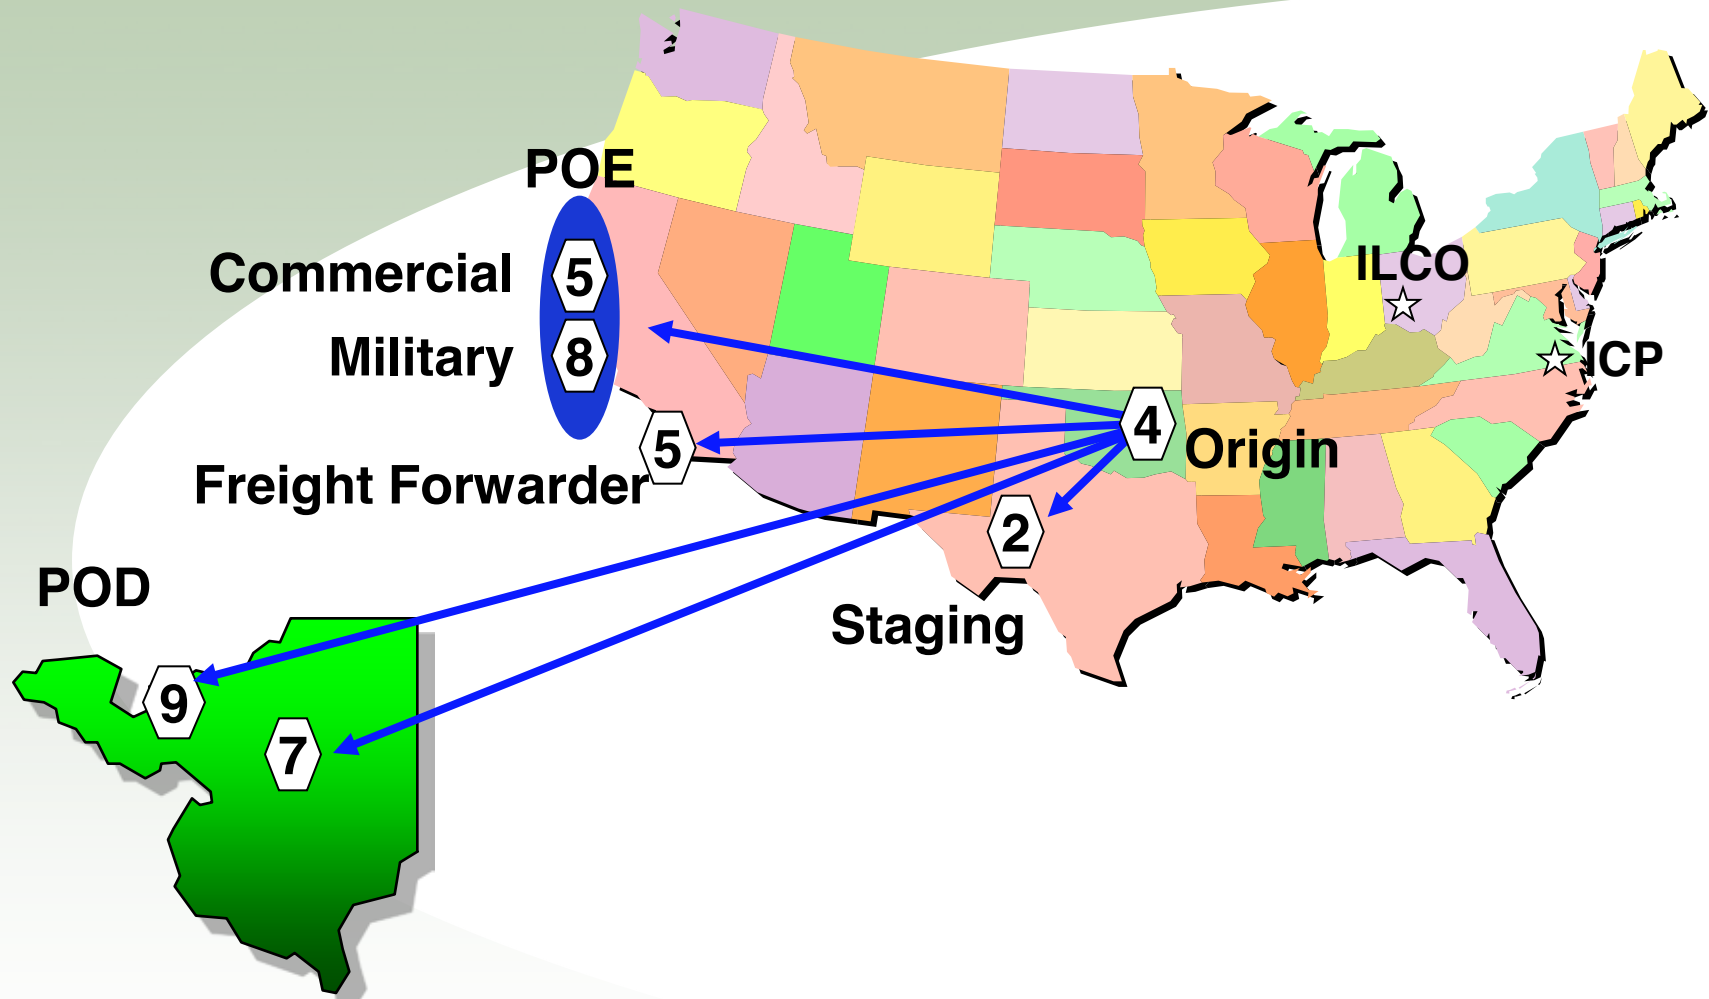 POE
ILCO
Commercial
5
Military
8
ICP
4
Origin
5
Freight Forwarder
2
POD
Staging
9
7